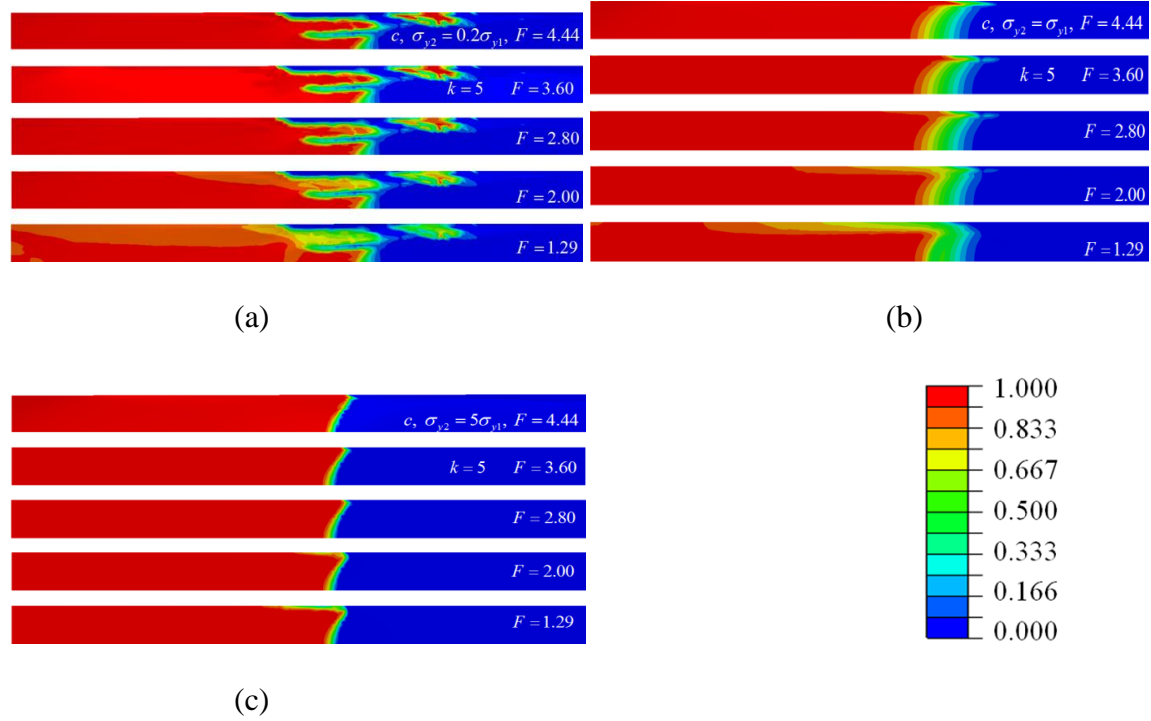 c, σy2 = 0.2σy1, F = 4.44
k = 5 F = 3.60
F = 2.80
F = 2.00
F = 1.29
(a)
c, σy2 = σy1, F = 4.44
k = 5 F = 3.60
F = 2.80
F = 2.00
F = 1.29
(b)
c, σy2 = 5σy1, F = 4.44
k = 5 F = 3.60
F = 2.80
F = 2.00
F = 1.29
(c)
1.000
0.833
0.667
0.500
0.333
0.166
0.000